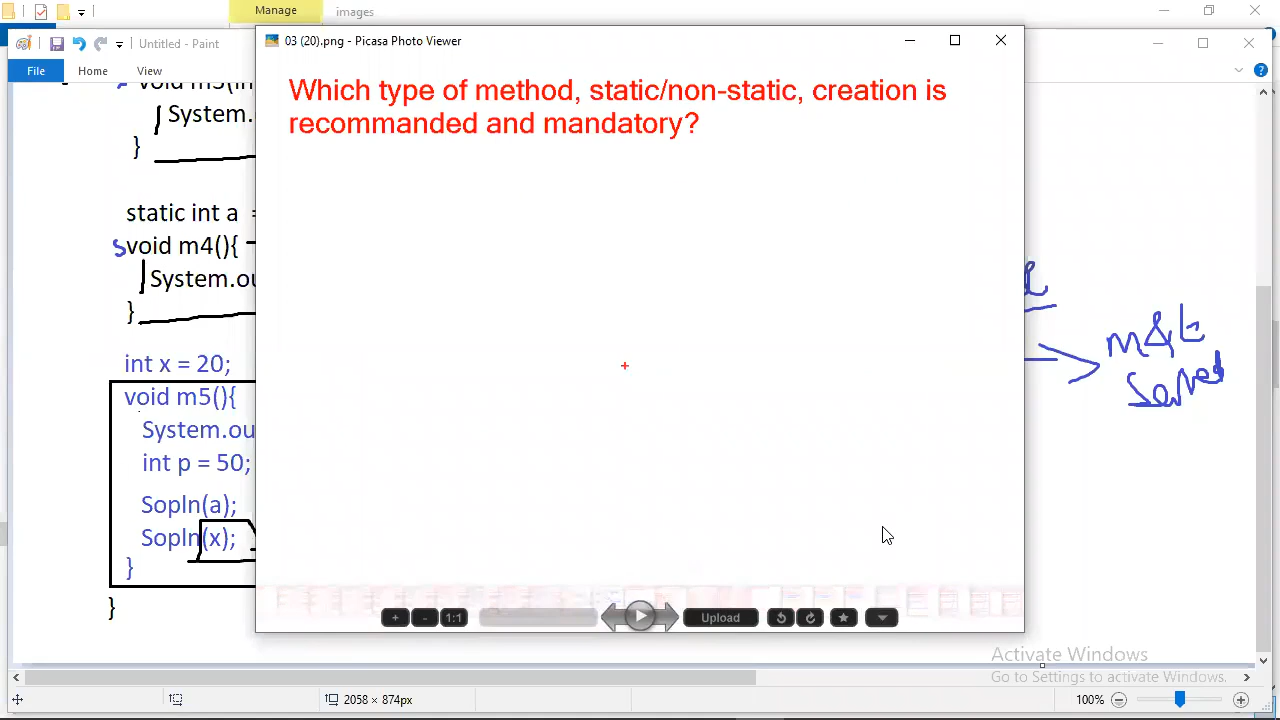 Manage
images
Untitled - Paint
03 (20).png - Picasa Photo Viewer
File Home View
Which type of method, static/non-static, creation is
recommanded and mandatory?
System.
}
static int a =
void m4(){
System.ou
}
int x = 20;
void m5(){
System.ou
int p = 50;
Sopln(a);
Sopln(x);
}
}
+ - 1:1 Upload
Activate Windows
Go to Settings to activate Windows.
2058 × 874px
100%